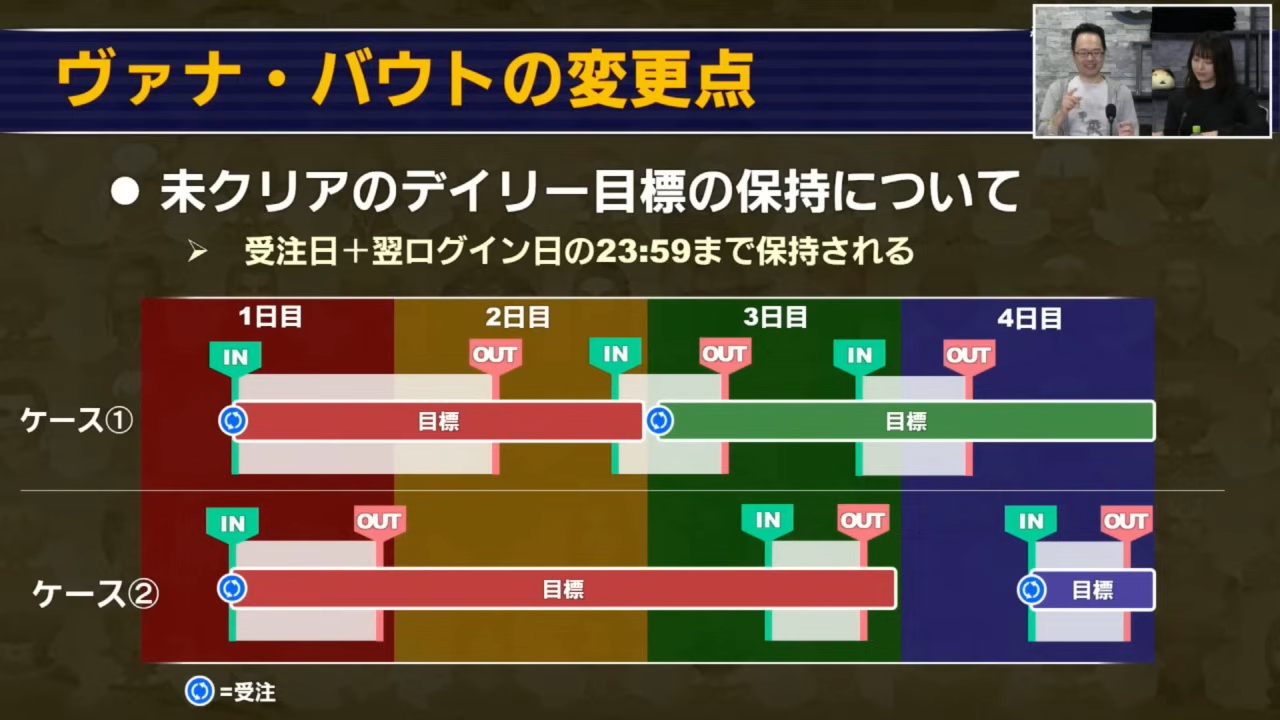 ヴァナ・バウトの変更点
● 未クリアのデイリー目標の保持について
➢ 受注日＋翌ログイン日の23:59まで保持される
1日目 2日目 3日目 4日目
IN OUT IN OUT IN OUT
ケース① 目標 目標
IN OUT IN OUT IN OUT
ケース② 目標 目標
=受注